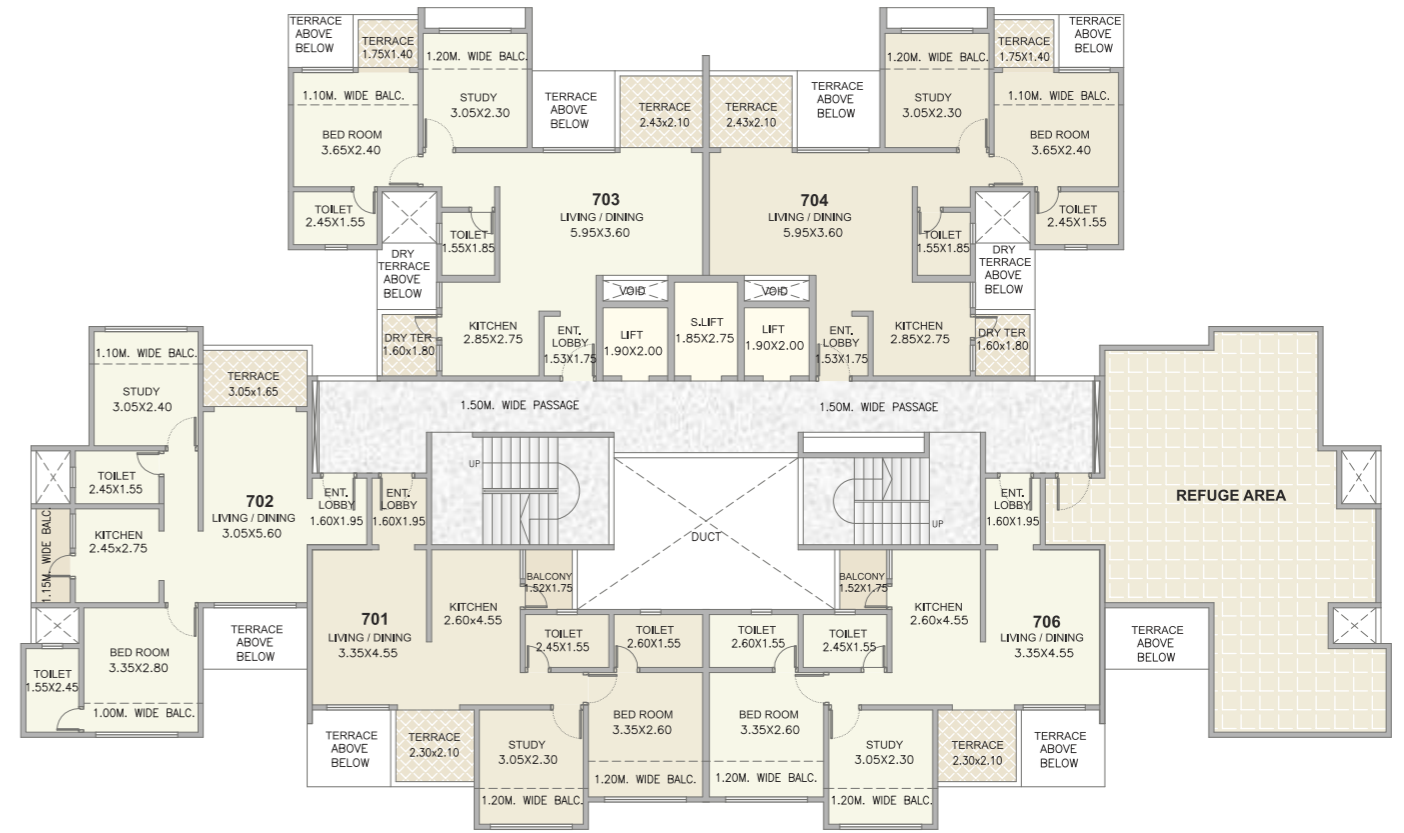 TERRACE
ABOVE
BELOW
TERRACE
1.75X1.40
1.20M. WIDE BALC.
1.10M. WIDE BALC.
STUDY
3.05X2.30
BED ROOM
3.65X2.40
TERRACE
ABOVE
BELOW
TERRACE
2.43x2.10
TOILET
2.45X1.55
TOILET
1.55X1.85
703
LIVING / DINING
5.95X3.60
DRY
TERRACE
ABOVE
BELOW
DRY TER
1.60x1.80
KITCHEN
2.85X2.75
ENT.
LOBBY
1.53X1.75
VOID
LIFT
1.90X2.00
S.LIFT
1.85X2.75
VOID
LIFT
1.90X2.00
TERRACE
2.43x2.10
TERRACE
ABOVE
BELOW
1.20M. WIDE BALC.
STUDY
3.05X2.30
TERRACE
1.75X1.40
TERRACE
ABOVE
BELOW
1.10M. WIDE BALC.
BED ROOM
3.65X2.40
704
LIVING / DINING
5.95X3.60
TOILET
1.55X1.85
TOILET
2.45X1.55
DRY
TERRACE
ABOVE
BELOW
ENT.
LOBBY
1.53X1.75
KITCHEN
2.85X2.75
DRY TER
1.60x1.80
1.50M. WIDE PASSAGE
1.50M. WIDE PASSAGE
1.10M. WIDE BALC.
STUDY
3.05X2.40
TERRACE
3.05x1.65
TOILET
2.45X1.55
KITCHEN
2.45x2.75
1.15M. WIDE BALC.
702
LIVING / DINING
3.05X5.60
ENT.
LOBBY
1.60X1.95
ENT.
LOBBY
1.60X1.95
TOILET
1.55X2.45
BED ROOM
3.35X2.80
1.00M. WIDE BALC.
TERRACE
ABOVE
BELOW
UP
DUCT
UP
701
LIVING / DINING
3.35X4.55
KITCHEN
2.60x4.55
BALCONY
1.52X1.75
TOILET
2.45X1.55
TOILET
2.60X1.55
TERRACE
ABOVE
BELOW
TERRACE
2.30x2.10
STUDY
3.05X2.30
1.20M. WIDE BALC.
BED ROOM
3.35X2.60
1.20M. WIDE BALC.
TOILET
2.60X1.55
TOILET
2.45X1.55
BALCONY
1.52X1.75
KITCHEN
2.60x4.55
ENT.
LOBBY
1.60X1.95
706
LIVING / DINING
3.35X4.55
BED ROOM
3.35X2.60
1.20M. WIDE BALC.
STUDY
3.05X2.30
1.20M. WIDE BALC.
TERRACE
2.30x2.10
TERRACE
ABOVE
BELOW
TERRACE
ABOVE
BELOW
REFUGE AREA